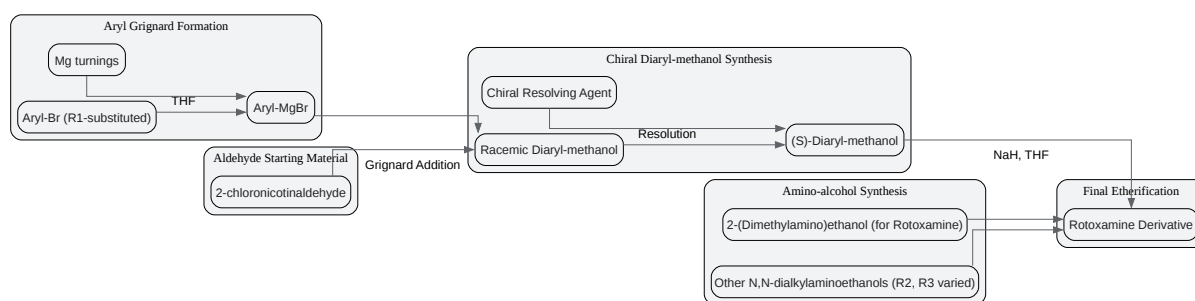 Aryl Grignard Formation
Mg turnings
THF
Aryl-Br (R1-substituted)
Aryl-MgBr
Aldehyde Starting Material
2-chloronicotinaldehyde
Grignard Addition
Chiral Diaryl-methanol Synthesis
Chiral Resolving Agent
Resolution
Racemic Diaryl-methanol
(S)-Diaryl-methanol
NaH, THF
Amino-alcohol Synthesis
2-(Dimethylamino)ethanol (for Rotoxamine)
Other N,N-dialkylaminoethanols (R2, R3 varied)
Final Etherification
Rotoxamine Derivative